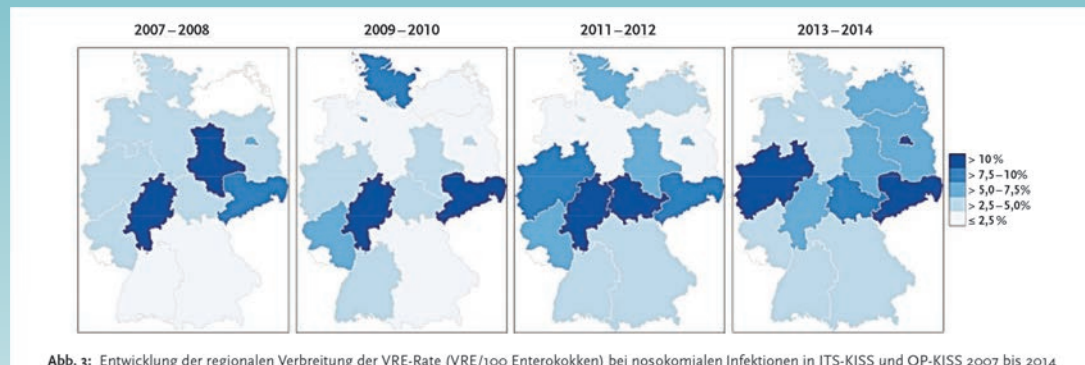 2007–2008
2009–2010
2011–2012
2013–2014
> 10 %
> 7,5–10%
> 5,0–7,5%
> 2,5–5,0%
≤ 2,5 %
Abb. 3: Entwicklung der regionalen Verbreitung der VRE-Rate (VRE/100 Enterokokken) bei nosokomialen Infektionen in ITS-KISS und OP-KISS 2007 bis 2014